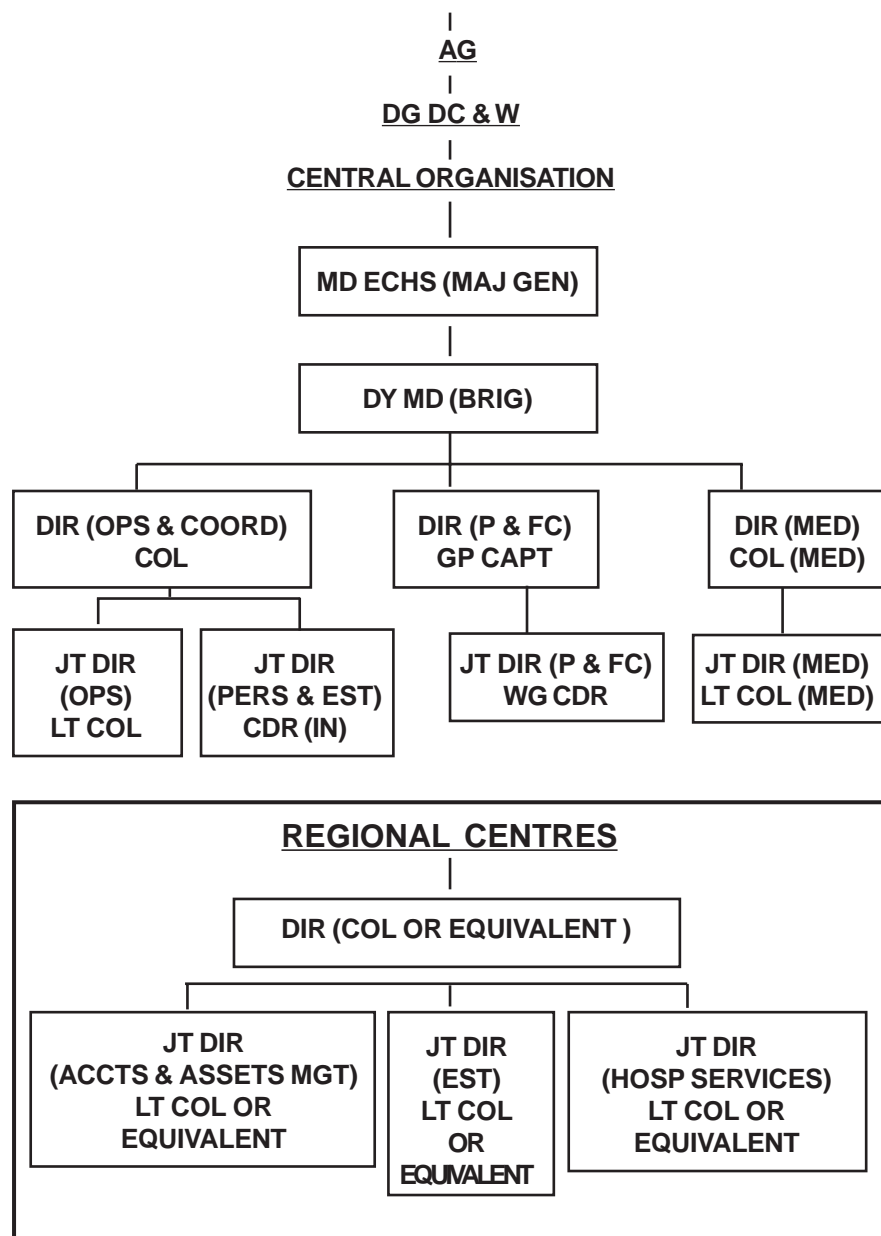 AG
DG DC & W
CENTRAL ORGANISATION
MD ECHS (MAJ GEN)
DY MD (BRIG)
DIR (OPS & COORD)
COL
DIR (P & FC)
GP CAPT
DIR (MED)
COL (MED)
JT DIR
(OPS)
LT COL
JT DIR
(PERS & EST)
CDR (IN)
JT DIR (P & FC)
WG CDR
JT DIR (MED)
LT COL (MED)
REGIONAL CENTRES
DIR (COL OR EQUIVALENT )
JT DIR
(ACCTS & ASSETS MGT)
LT COL OR
EQUIVALENT
JT DIR
(EST)
LT COL
OR
EQUIVALENT
JT DIR
(HOSP SERVICES)
LT COL OR
EQUIVALENT